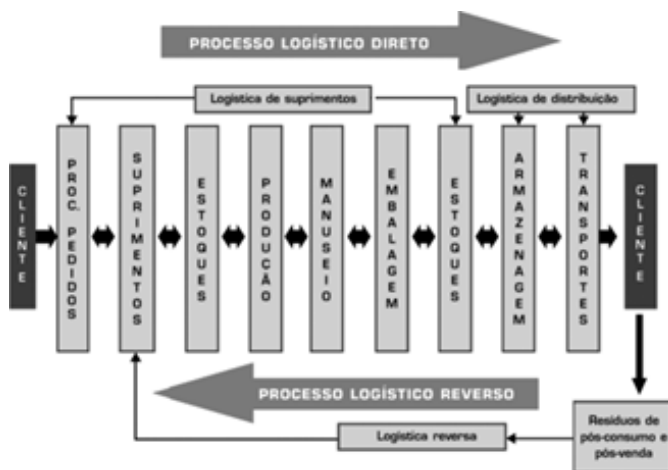 PROCESSO LOGÍSTICO DIRETO
Logística de suprimentos
Logística de distribuição
CLIENTE
PROC. PEDIDOS
SUPRIMENTOS
ESTOQUES
PRODUÇÃO
MANUSEIO
EMBALAGEM
ESTOQUES
ARMAZENAGEM
TRANSPORTES
CLIENTE
PROCESSO LOGÍSTICO REVERSO
Logística reversa
Resíduos de
pós-consumo e
pós-venda